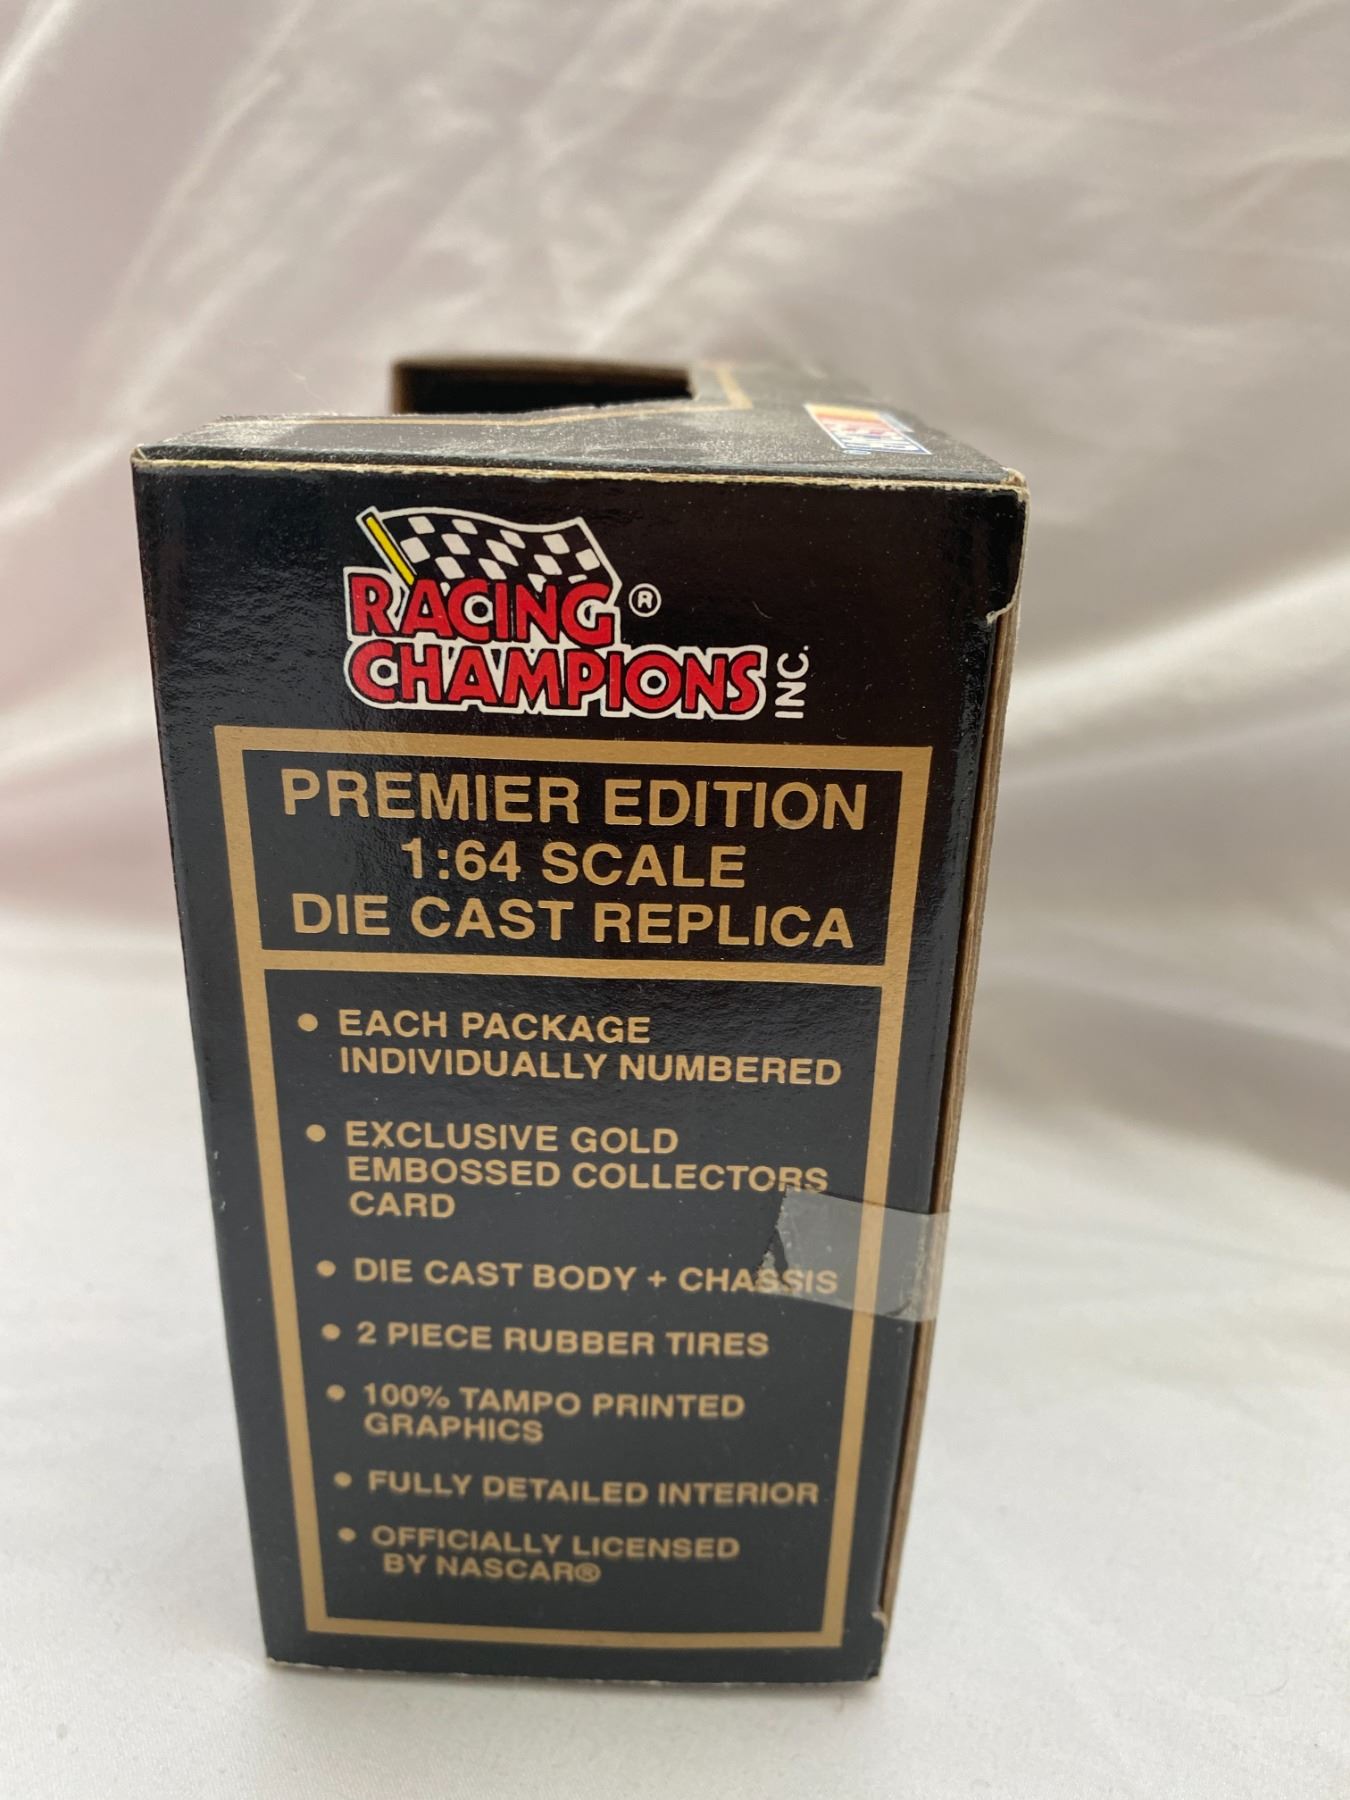 RACING ®
CHAMPIONS INC.
PREMIER EDITION
1:64 SCALE
DIE CAST REPLICA
• EACH PACKAGE
INDIVIDUALLY NUMBERED
• EXCLUSIVE GOLD
EMBOSSED COLLECTORS
CARD
• DIE CAST BODY + CHASSIS
• 2 PIECE RUBBER TIRES
• 100% TAMPO PRINTED
GRAPHICS
• FULLY DETAILED INTERIOR
• OFFICIALLY LICENSED
BY NASCAR®